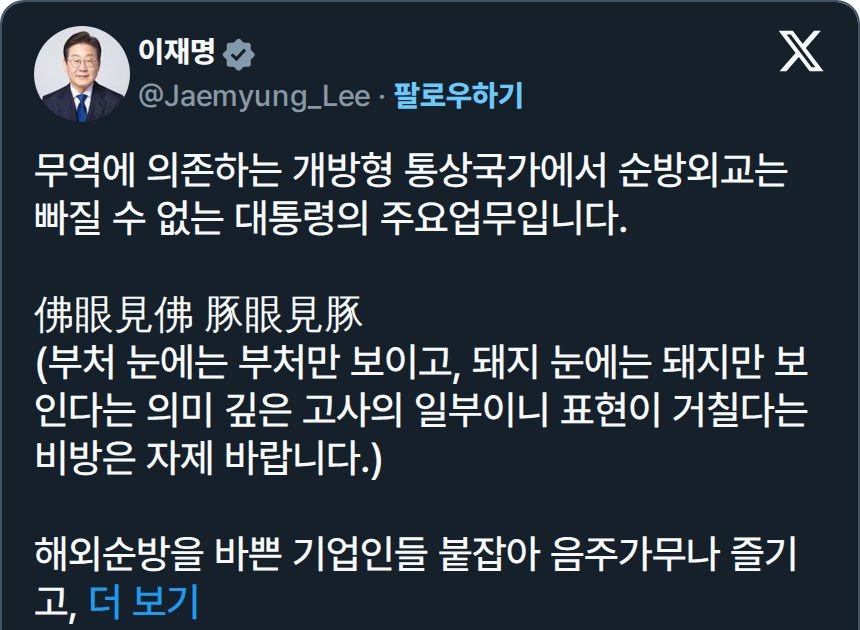 이재명
@Jaemyung_Lee · 팔로우하기
무역에 의존하는 개방형 통상국가에서 순방외교는
빠질 수 없는 대통령의 주요업무입니다.
佛眼見佛 豚眼見豚
(부처 눈에는 부처만 보이고, 돼지 눈에는 돼지만 보
인다는 의미 깊은 고사의 일부이니 표현이 거칠다는
비방은 자제 바랍니다.)
해외순방을 바쁜 기업인들 붙잡아 음주가무나 즐기
고, 더 보기